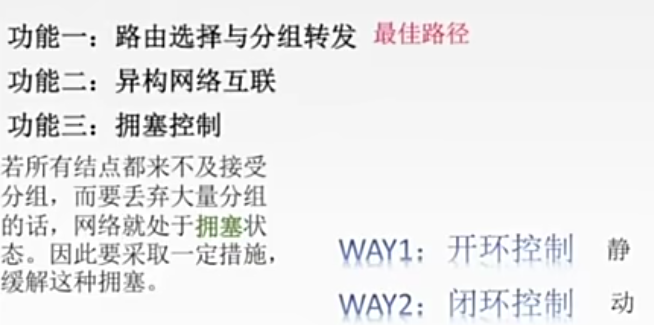 功能一：路由选择与分组转发 最佳路径
功能二：异构网络互联
功能三：拥塞控制
若所有结点都来不及接受
分组，而要丢弃大量分组
的话，网络就处于拥塞状
态。因此要采取一定措施，
缓解这种拥塞。
WAY1：开环控制 静
WAY2：闭环控制 动